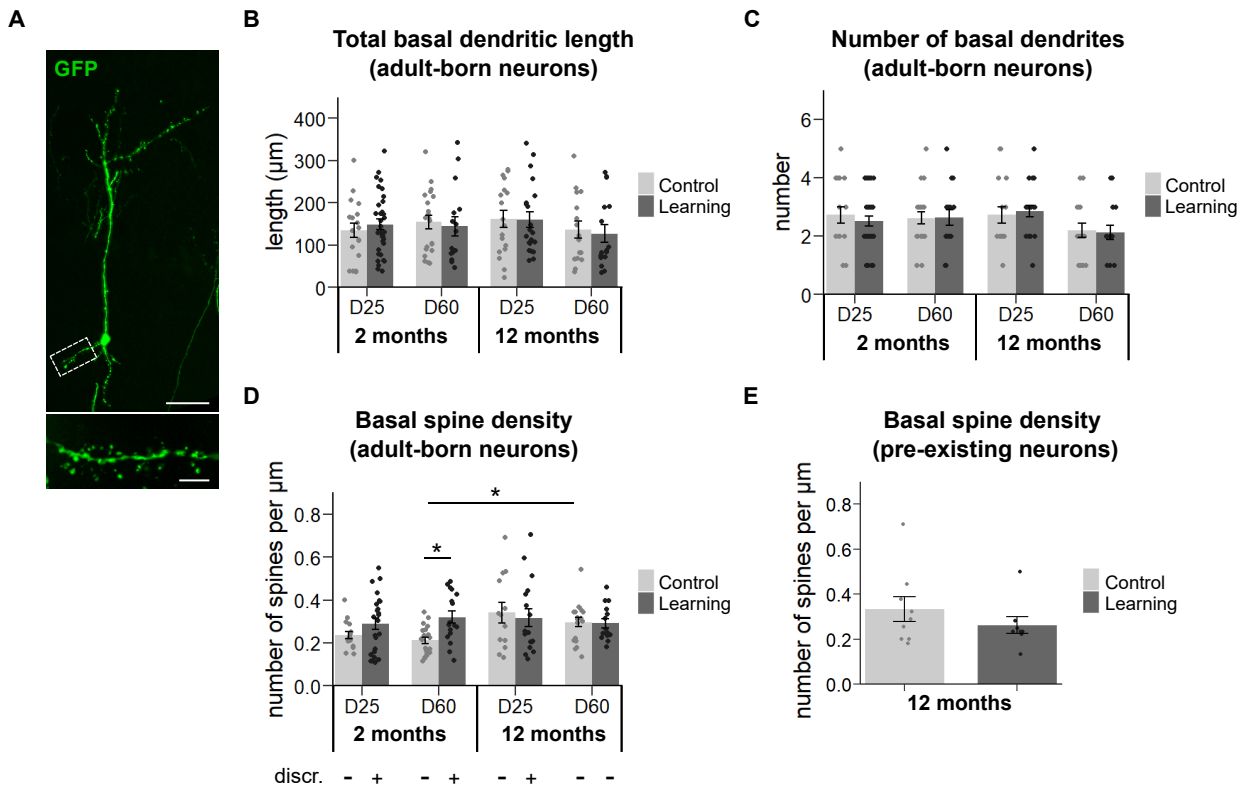 A
GFP
B
Total basal dendritic length
(adult-born neurons)
length (µm)
400
300
200
100
0
D25 D60 D25 D60
2 months 12 months
Control
Learning
C
Number of basal dendrites
(adult-born neurons)
number
6
4
2
0
D25 D60 D25 D60
2 months 12 months
Control
Learning
D
Basal spine density
(adult-born neurons)
number of spines per µm
0.8
0.6
0.4
0.2
0.0
*
*
D25 D60 D25 D60
2 months 12 months
discr. - + - + - + - -
Control
Learning
E
Basal spine density
(pre-existing neurons)
number of spines per µm
0.8
0.6
0.4
0.2
0.0
12 months
Control
Learning